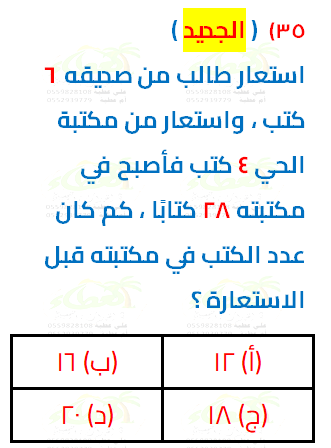 ٣٥) ( الجديد )
استعار طالب من صديقه ٦
كتب ، واستعار من مكتبة
الحي ٤ كتب فأصبح في
مكتبته ٢٨ كتابًا ، كم كان
عدد الكتب في مكتبته قبل
الاستعارة ؟
(أ) ١٢
(ب) ١٦
(ج) ١٨
(د) ٢٠